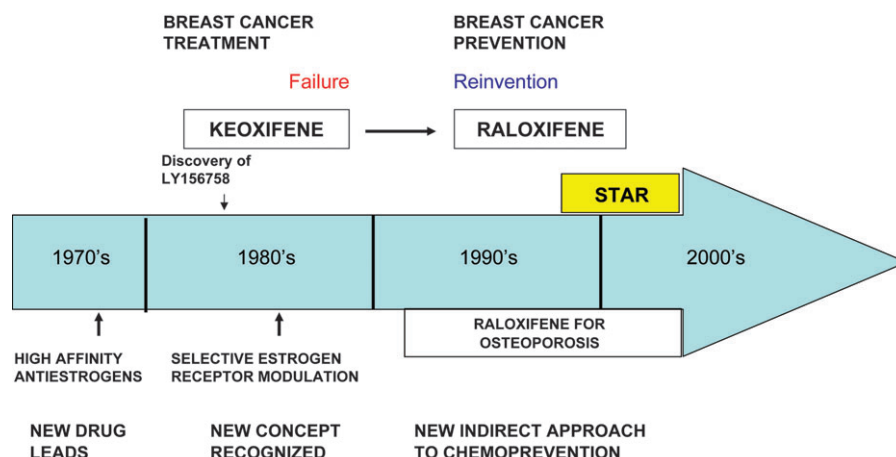 BREAST CANCER
TREATMENT
BREAST CANCER
PREVENTION
Failure
Reinvention
KEOXIFENE
RALOXIFENE
Discovery of
LY156758
STAR
1970's
1980's
1990's
2000's
RALOXIFENE FOR
OSTEOPOROSIS
HIGH AFFINITY
ANTIESTROGENS
SELECTIVE ESTROGEN
RECEPTOR MODULATION
NEW DRUG
LEADS
NEW CONCEPT
RECOGNIZED
NEW INDIRECT APPROACH
TO CHEMOPREVENTION